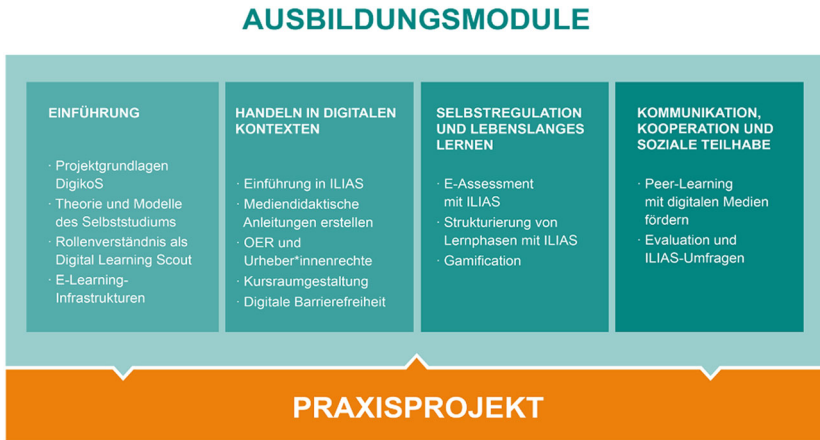 AUSBILDUNGSMODULE
EINFÜHRUNG
· Projektgrundlagen
DigikoS
· Theorie und Modelle
des Selbststudiums
· Rollenverständnis als
Digital Learning Scout
· E-Learning-
Infrastrukturen
HANDELN IN DIGITALEN
KONTEXTEN
· Einführung in ILIAS
· Mediendidaktische
Anleitungen erstellen
· OER und
Urheber*innenrechte
· Kursraumgestaltung
· Digitale Barrierefreiheit
SELBSTREGULATION
UND LEBENSLANGES
LERNEN
· E-Assessment
mit ILIAS
· Strukturierung von
Lernphasen mit ILIAS
· Gamification
KOMMUNIKATION,
KOOPERATION UND
SOZIALE TEILHABE
· Peer-Learning
mit digitalen Medien
fördern
· Evaluation und
ILIAS-Umfragen
PRAXISPROJEKT